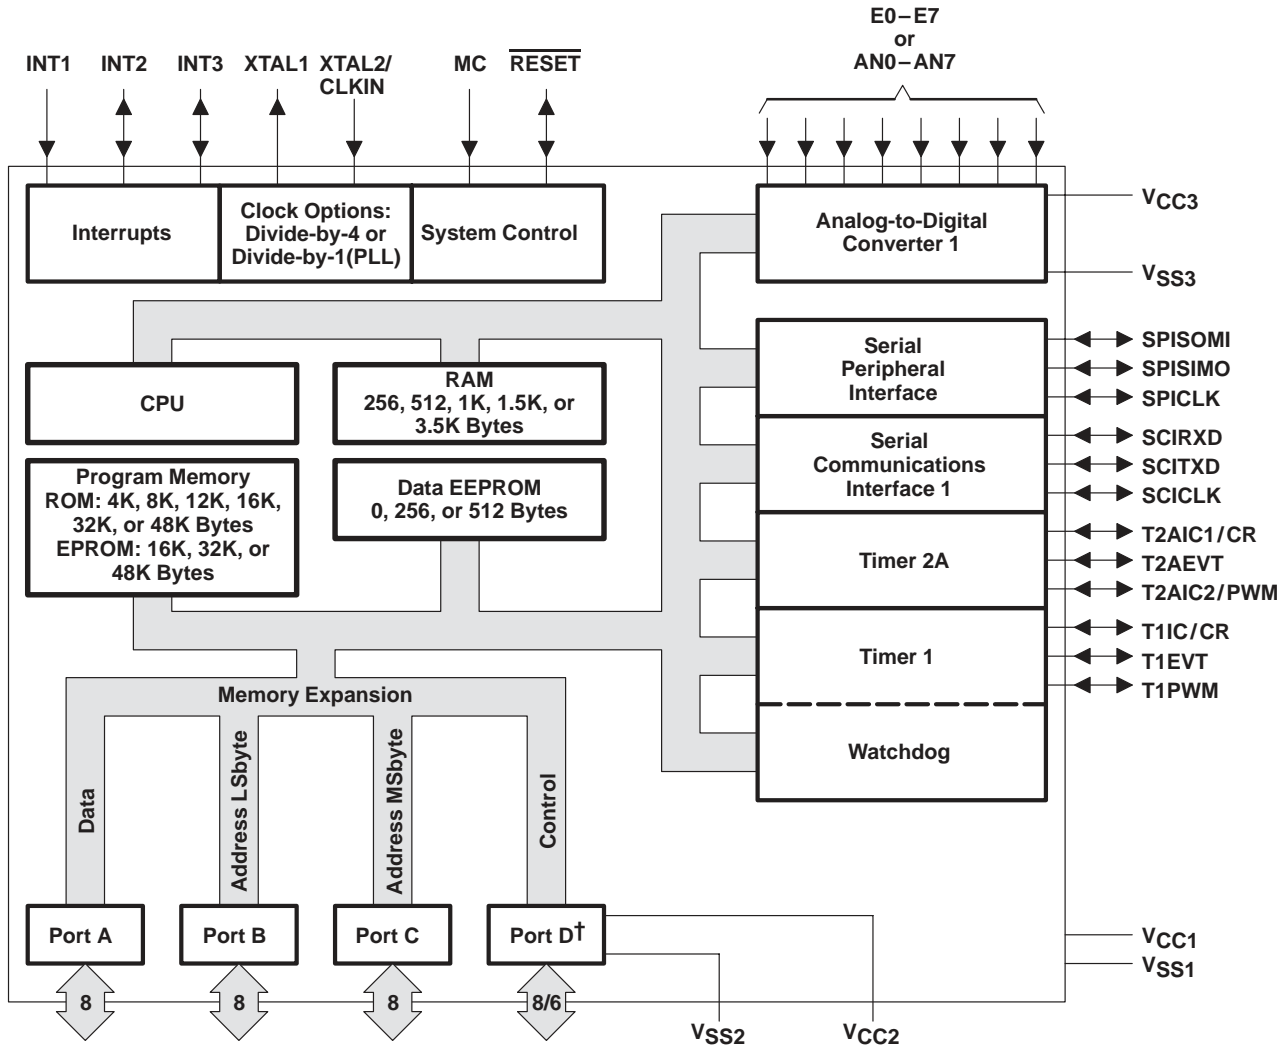 E0–E7
or
AN0–AN7
INT1
INT2
INT3
XTAL1
XTAL2/
CLKIN
MC
RESET
Interrupts
Clock Options:
Divide-by-4 or
Divide-by-1(PLL)
System Control
Analog-to-Digital
Converter 1
VCC3
VSS3
CPU
RAM
256, 512, 1K, 1.5K, or
3.5K Bytes
Serial
Peripheral
Interface
SPISOMI
SPISIMO
SPICLK
Program Memory
ROM: 4K, 8K, 12K, 16K,
32K, or 48K Bytes
EPROM: 16K, 32K, or
48K Bytes
Data EEPROM
0, 256, or 512 Bytes
Serial
Communications
Interface 1
SCIRXD
SCITXD
SCICLK
Timer 2A
T2AIC1/CR
T2AEVT
T2AIC2/PWM
Timer 1
T1IC/CR
T1EVT
T1PWM
Memory Expansion
Watchdog
Data
Address LSbyte
Address MSbyte
Control
Port A
Port B
Port C
Port D†
VCC1
VSS1
8
8
8
8/6
VSS2
VCC2